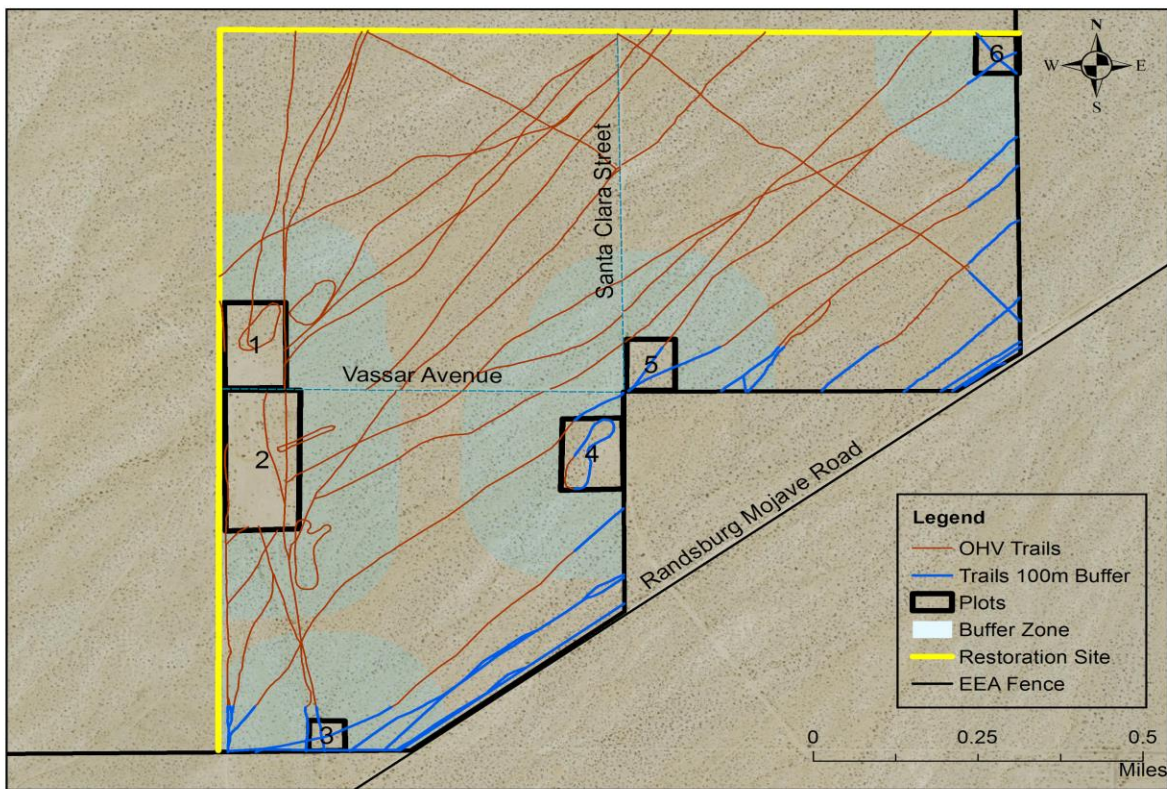 N
W E
S
6
Santa Clara Street
1
Vassar Avenue
5
2
4
Randsburg Mojave Road
3
Legend
OHV Trails
Trails 100m Buffer
Plots
Buffer Zone
Restoration Site
EEA Fence
0 0.25 0.5
Miles